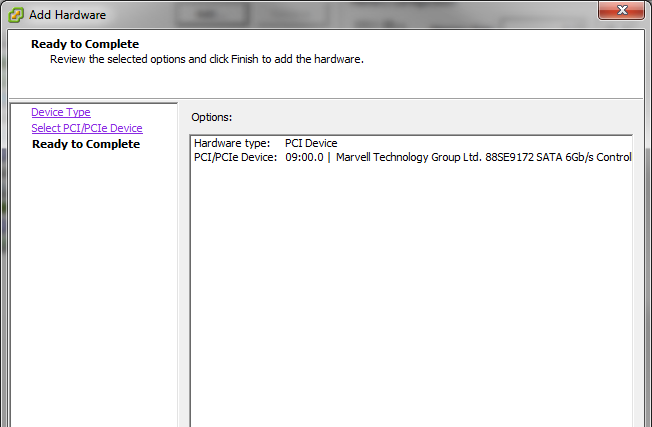 Add Hardware
Ready to Complete
Review the selected options and click Finish to add the hardware.
Device Type
Select PCI/PCIe Device
Ready to Complete
Options:
Hardware type: PCI Device
PCI/PCIe Device: 09:00.0 | Marvell Technology Group Ltd. 88SE9172 SATA 6Gb/s Control